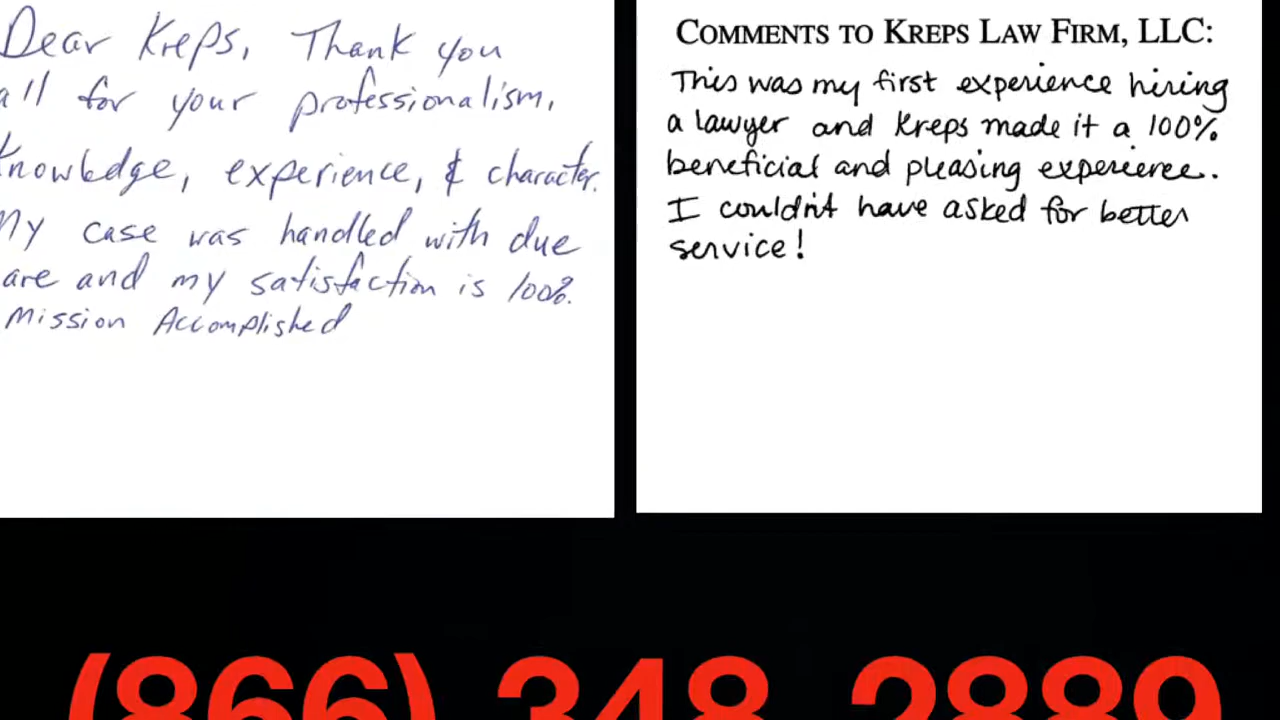 Dear Kreps, Thank you
all for your professionalism,
knowledge, experience, & character.
My case was handled with due
are and my satisfaction is 100%.
Mission Accomplished
COMMENTS TO KREPS LAW FIRM, LLC:
This was my first experience hiring
a lawyer and Kreps made it a 100%
beneficial and pleasing experience.
I couldn't have asked for better
service!
(866) 348-2889